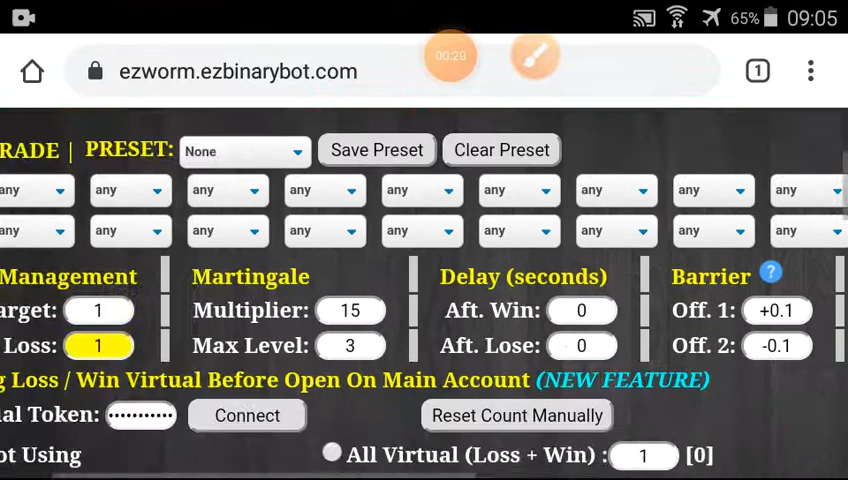 65% 09:05
00:20
ezworm.ezbinarybot.com 1
RADE | PRESET: None Save Preset Clear Preset
any any any any any any any any any
any any any any any any any any any
Management Martingale Delay (seconds) Barrier ?
arget: 1 Multiplier: 15 Aft. Win: 0 Off. 1: +0.1
Loss: 1 Max Level: 3 Aft. Lose: 0 Off. 2: -0.1
g Loss / Win Virtual Before Open On Main Account (NEW FEATURE)
ual Token: ••••••••••• Connect Reset Count Manually
ot Using All Virtual (Loss + Win) : 1 [0]